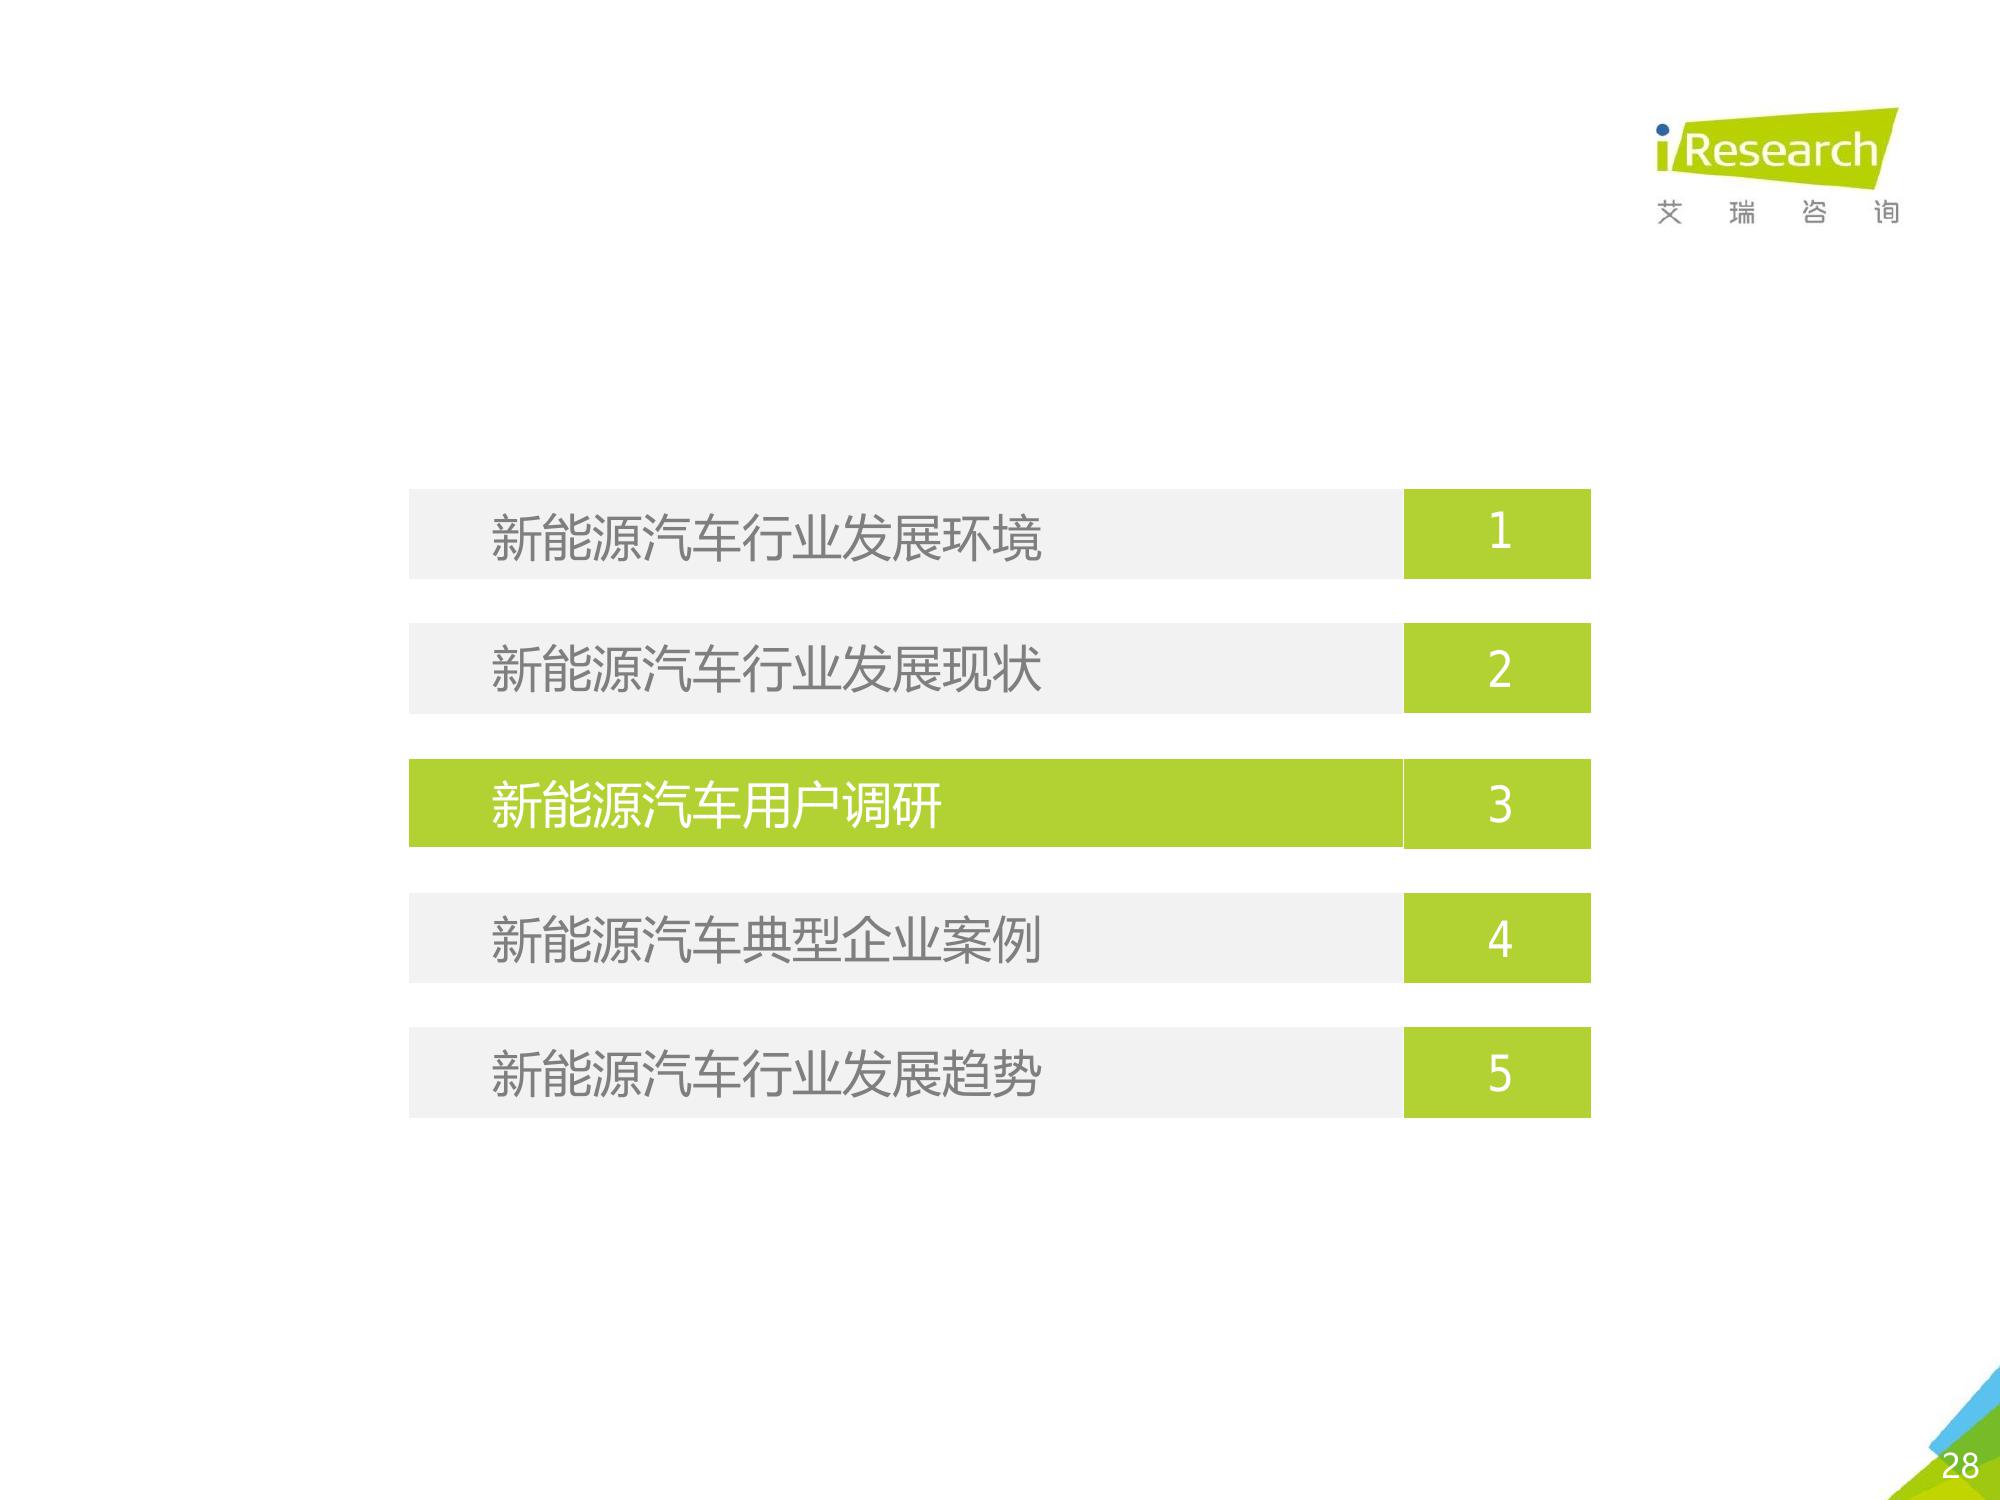 iResearch
艾瑞咨询
新能源汽车行业发展环境 1
新能源汽车行业发展现状 2
新能源汽车用户调研 3
新能源汽车典型企业案例 4
新能源汽车行业发展趋势 5
28